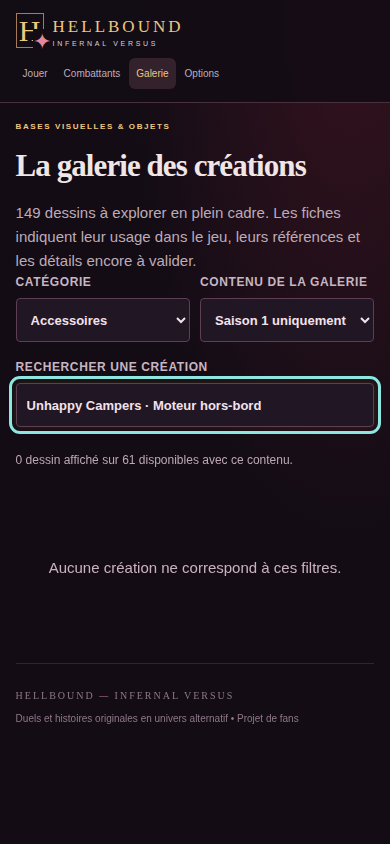 H HELLBOUND
INFERNAL VERSUS
Jouer Combattants Galerie Options
BASES VISUELLES & OBJETS
La galerie des créations
149 dessins à explorer en plein cadre. Les fiches
indiquent leur usage dans le jeu, leurs références et
les détails encore à valider.
CATÉGORIE CONTENU DE LA GALERIE
Accessoires Saison 1 uniquement
RECHERCHER UNE CRÉATION
Unhappy Campers · Moteur hors-bord
0 dessin affiché sur 61 disponibles avec ce contenu.
Aucune création ne correspond à ces filtres.
HELLBOUND — INFERNAL VERSUS
Duels et histoires originales en univers alternatif • Projet de fans